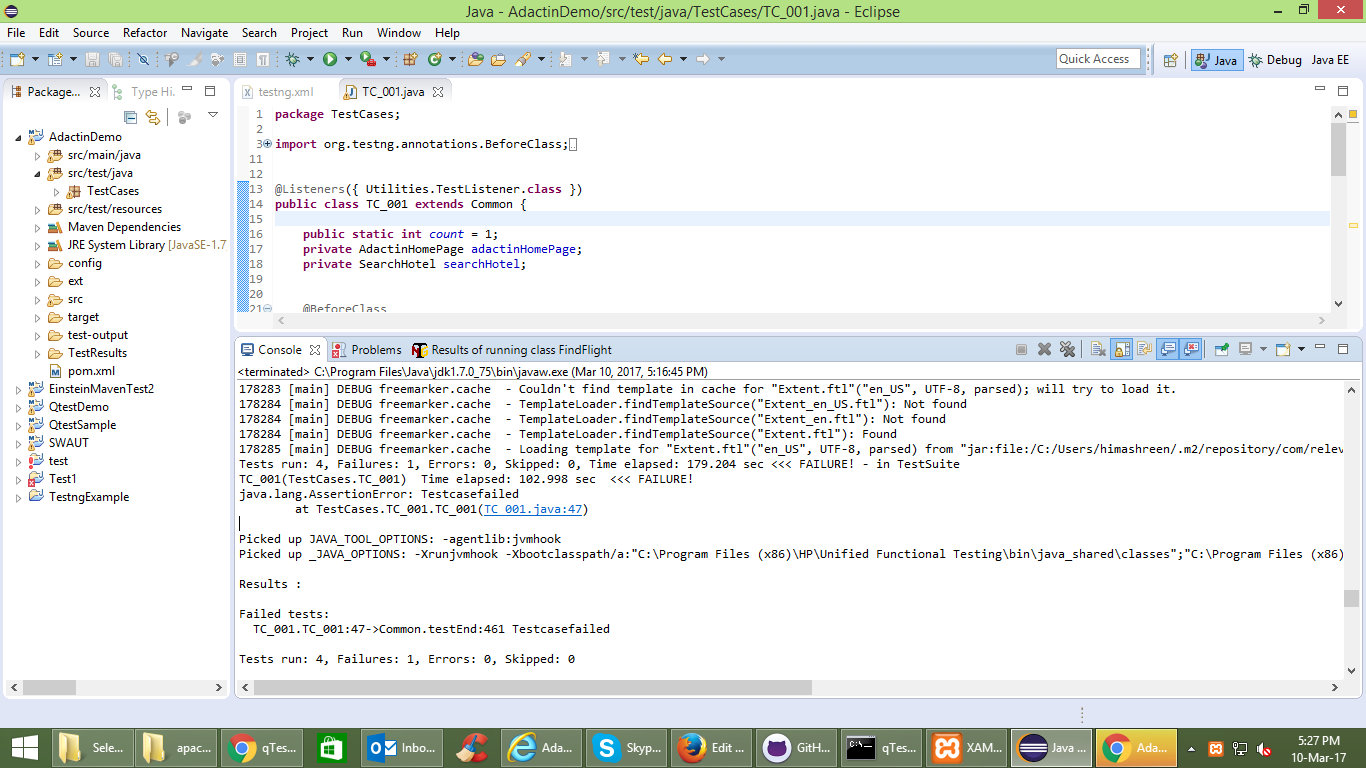 Java - AdactinDemo/src/test/java/TestCases/TC_001.java - Eclipse
File Edit Source Refactor Navigate Search Project Run Window Help
Quick Access Java Debug Java EE
Package... Type Hi.
AdactinDemo
src/main/java
src/test/java
TestCases
src/test/resources
Maven Dependencies
JRE System Library [JavaSE-1.7
config
ext
src
target
test-output
TestResults
pom.xml
EinsteinMavenTest2
QtestDemo
QtestSample
SWAUT
test
Test1
TestngExample
testng.xml TC_001.java
1 package TestCases;
2
3 import org.testng.annotations.BeforeClass;
11
12
13 @Listeners({ Utilities.TestListener.class })
14 public class TC_001 extends Common {
15
16 public static int count = 1;
17 private AdactinHomePage adactinHomePage;
18 private SearchHotel searchHotel;
19
20
21 @BeforeClass
Console Problems Results of running class FindFlight
<terminated> C:\Program Files\Java\jdk1.7.0_75\bin\javaw.exe (Mar 10, 2017, 5:16:45 PM)
178283 [main] DEBUG freemarker.cache - Couldn't find template in cache for "Extent.ftl"("en_US", UTF-8, parsed); will try to load it.
178284 [main] DEBUG freemarker.cache - TemplateLoader.findTemplateSource("Extent_en_US.ftl"): Not found
178284 [main] DEBUG freemarker.cache - TemplateLoader.findTemplateSource("Extent_en.ftl"): Not found
178284 [main] DEBUG freemarker.cache - TemplateLoader.findTemplateSource("Extent.ftl"): Found
178285 [main] DEBUG freemarker.cache - Loading template for "Extent.ftl"("en_US", UTF-8, parsed) from "jar:file:/C:/Users/himashreen/.m2/repository/com/relev
Tests run: 4, Failures: 1, Errors: 0, Skipped: 0, Time elapsed: 179.204 sec <<< FAILURE! - in TestSuite
TC_001(TestCases.TC_001) Time elapsed: 102.998 sec <<< FAILURE!
java.lang.AssertionError: Testcasefailed
at TestCases.TC_001.TC_001(TC_001.java:47)
Picked up JAVA_TOOL_OPTIONS: -agentlib:jvmhook
Picked up _JAVA_OPTIONS: -Xrunjvmhook -Xbootclasspath/a:"C:\Program Files (x86)\HP\Unified Functional Testing\bin\java_shared\classes";"C:\Program Files (x86)
Results :
Failed tests:
TC_001.TC_001:47->Common.testEnd:461 Testcasefailed
Tests run: 4, Failures: 1, Errors: 0, Skipped: 0
Sele... apac... qTes... Inbo... Ada... Skyp... Edit ... GitH... qTes... XAM... Java ... Ada...
5:27 PM
10-Mar-17